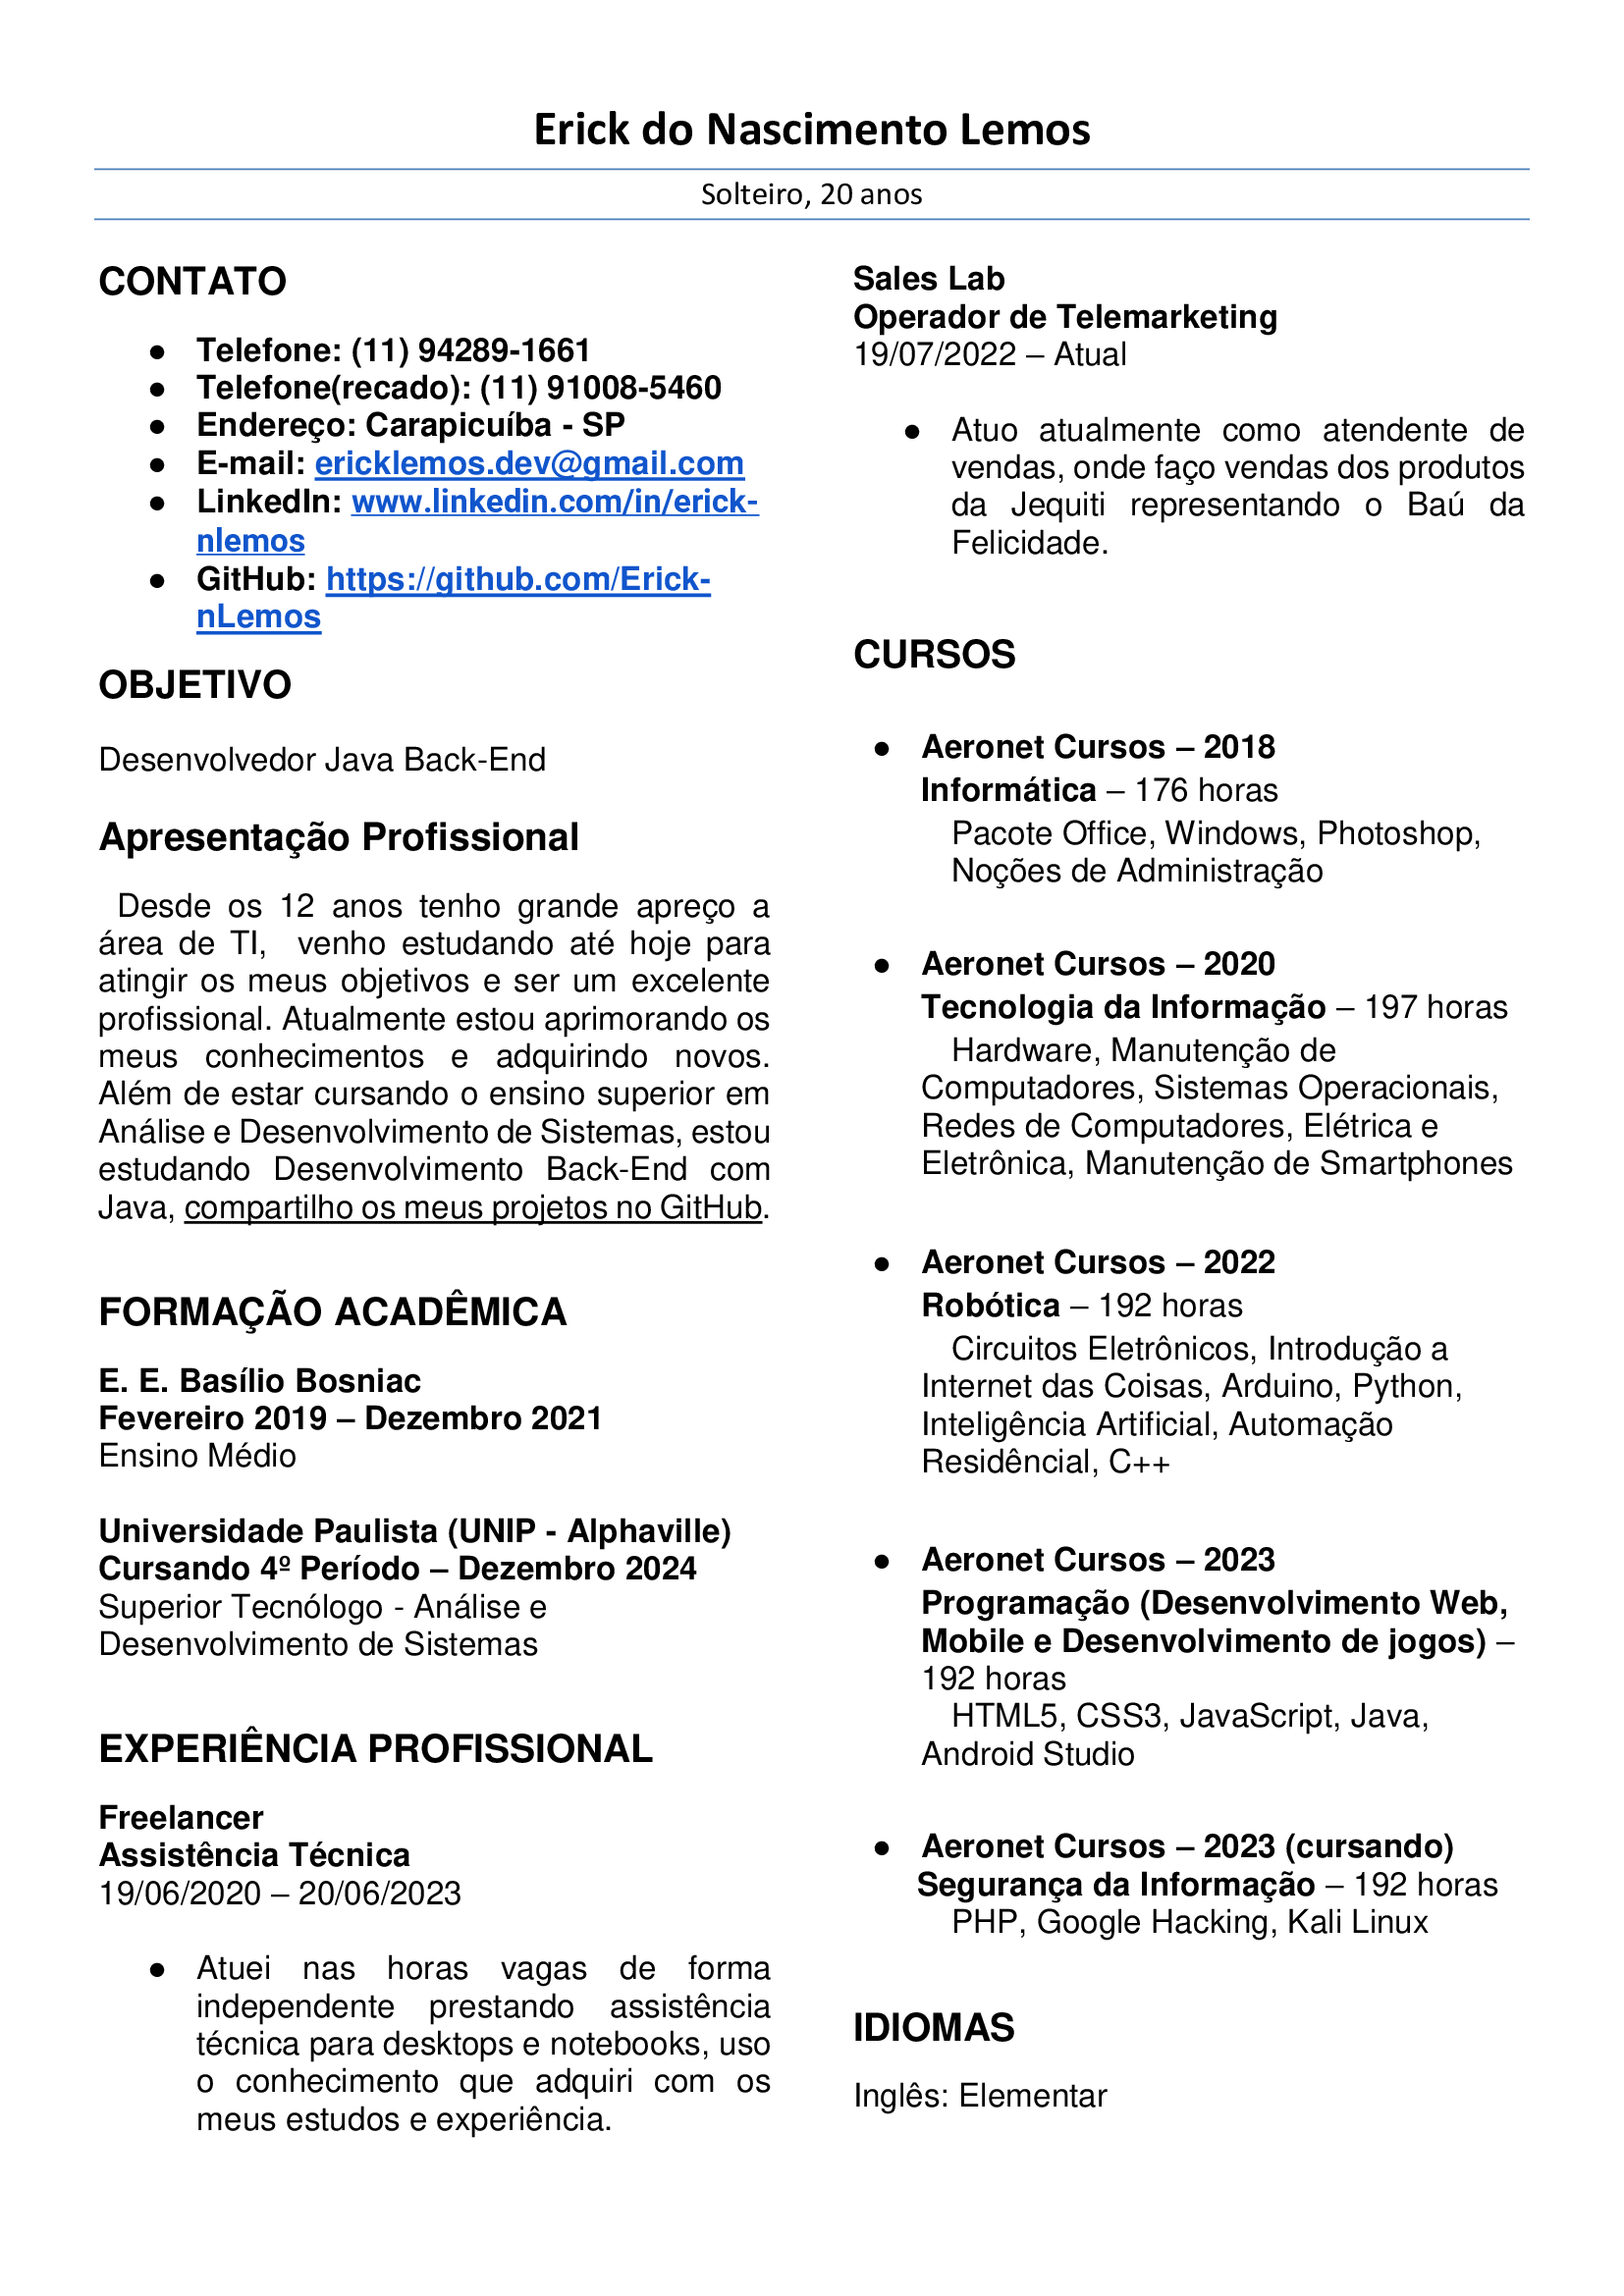 Erick do Nascimento Lemos
Solteiro, 20 anos
CONTATO
● Telefone: (11) 94289-1661
● Telefone(recado): (11) 91008-5460
● Endereço: Carapicuíba - SP
● E-mail: ericklemos.dev@gmail.com
● LinkedIn: www.linkedin.com/in/erick-
nlemos
● GitHub: https://github.com/Erick-
nLemos
OBJETIVO
Desenvolvedor Java Back-End
Apresentação Profissional
Desde os 12 anos tenho grande apreço a
área de TI, venho estudando até hoje para
atingir os meus objetivos e ser um excelente
profissional. Atualmente estou aprimorando os
meus conhecimentos e adquirindo novos.
Além de estar cursando o ensino superior em
Análise e Desenvolvimento de Sistemas, estou
estudando Desenvolvimento Back-End com
Java, compartilho os meus projetos no GitHub.
FORMAÇÃO ACADÊMICA
E. E. Basílio Bosniac
Fevereiro 2019 – Dezembro 2021
Ensino Médio
Universidade Paulista (UNIP - Alphaville)
Cursando 4º Período – Dezembro 2024
Superior Tecnólogo - Análise e
Desenvolvimento de Sistemas
EXPERIÊNCIA PROFISSIONAL
Freelancer
Assistência Técnica
19/06/2020 – 20/06/2023
● Atuei nas horas vagas de forma
independente prestando assistência
técnica para desktops e notebooks, uso
o conhecimento que adquiri com os
meus estudos e experiência.
Sales Lab
Operador de Telemarketing
19/07/2022 – Atual
● Atuo atualmente como atendente de
vendas, onde faço vendas dos produtos
da Jequiti representando o Baú da
Felicidade.
CURSOS
● Aeronet Cursos – 2018
Informática – 176 horas
Pacote Office, Windows, Photoshop,
Noções de Administração
● Aeronet Cursos – 2020
Tecnologia da Informação – 197 horas
Hardware, Manutenção de
Computadores, Sistemas Operacionais,
Redes de Computadores, Elétrica e
Eletrônica, Manutenção de Smartphones
● Aeronet Cursos – 2022
Robótica – 192 horas
Circuitos Eletrônicos, Introdução a
Internet das Coisas, Arduino, Python,
Inteligência Artificial, Automação
Residêncial, C++
● Aeronet Cursos – 2023
Programação (Desenvolvimento Web,
Mobile e Desenvolvimento de jogos) –
192 horas
HTML5, CSS3, JavaScript, Java,
Android Studio
● Aeronet Cursos – 2023 (cursando)
Segurança da Informação – 192 horas
PHP, Google Hacking, Kali Linux
IDIOMAS
Inglês: Elementar